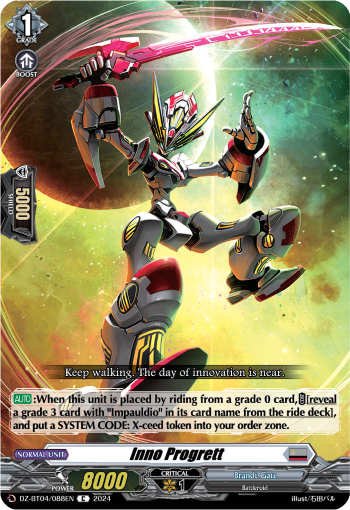 1
GRADE
BOOST
5000
SHIELD
Keep walking. The day of innovation is near.
AUTO:When this unit is placed by riding from a grade 0 card, [reveal
a grade 3 card with "Impauldio" in its card name from the ride deck],
and put a SYSTEM CODE: X-ceed token into your order zone.
NORMAL UNIT
Inno Progrett
POWER
8000
CRITICAL
1
Brandt Gate
Battleroid
D-BT04/088EN C 2024
illust/石田バル